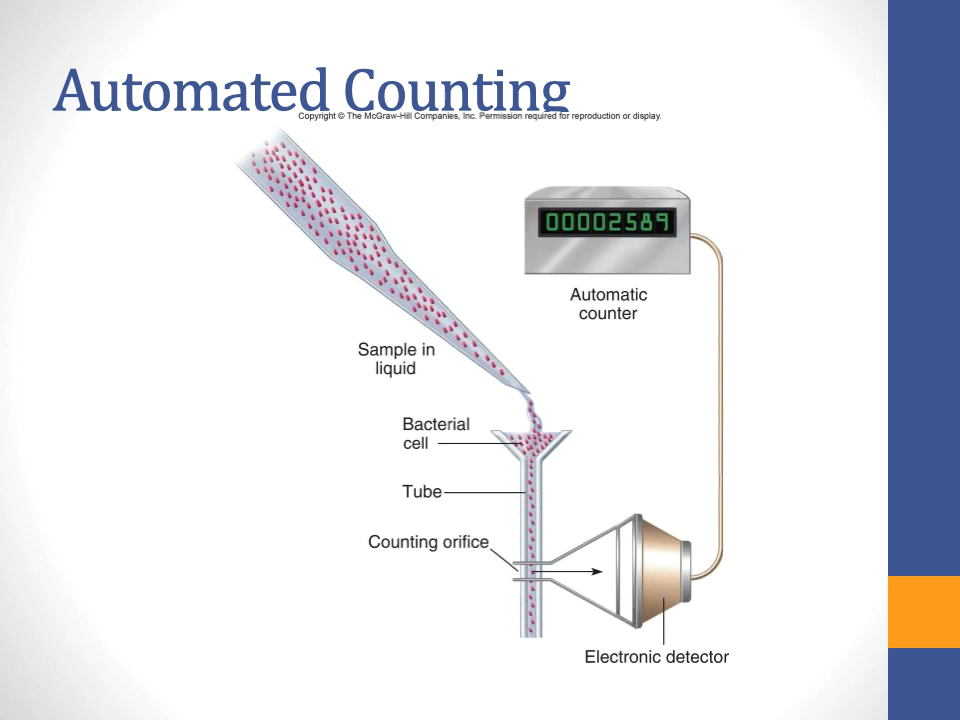 Automated Counting
Copyright © The McGraw-Hill Companies, Inc. Permission required for reproduction or display.
00002589
Automatic
counter
Sample in
liquid
Bacterial
cell
Tube
Counting orifice
Electronic detector